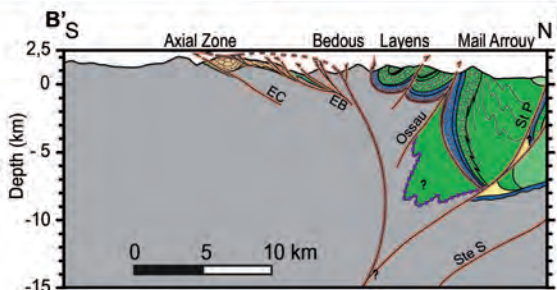 B'
S
N
Axial Zone Bedous Layens Mail Arrouy
2,5
0
- 5
-10
-15
Depth (km)
EC
EB
Ossau
St P
?
?
?
Ste S
0 5 10 km